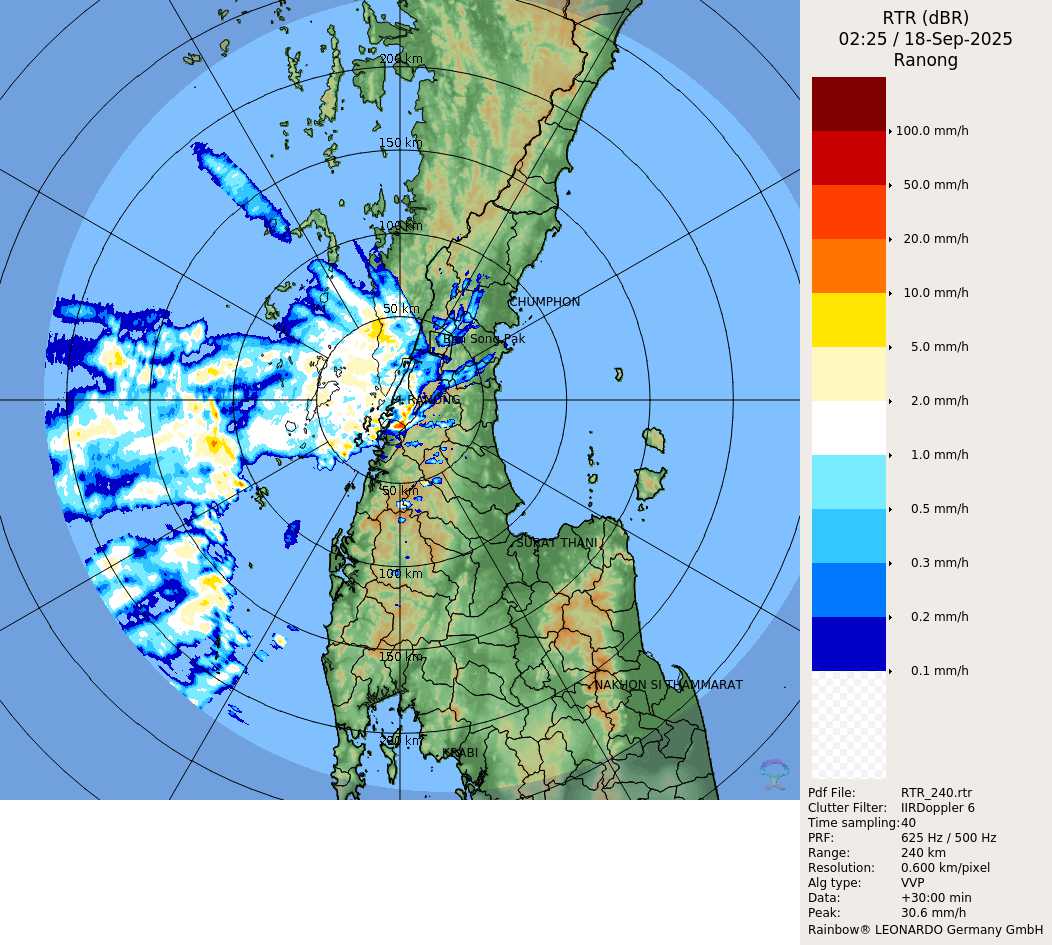 RTR (dBR)
02:25 / 18-Sep-2025
Ranong
100.0 mm/h
50.0 mm/h
20.0 mm/h
10.0 mm/h
5.0 mm/h
2.0 mm/h
1.0 mm/h
0.5 mm/h
0.3 mm/h
0.2 mm/h
0.1 mm/h
200 km
150 km
100 km
50 km
CHUMPHON
Ban Song Pak
M.RANONG
50 km
SURAT THANI
100 km
150 km
NAKHON SI THAMMARAT
200 km
KRABI
Pdf File: RTR_240.rtr
Clutter Filter: IIRDoppler 6
Time sampling:40
PRF: 625 Hz / 500 Hz
Range: 240 km
Resolution: 0.600 km/pixel
Alg type: VVP
Data: +30:00 min
Peak: 30.6 mm/h
Rainbow® LEONARDO Germany GmbH